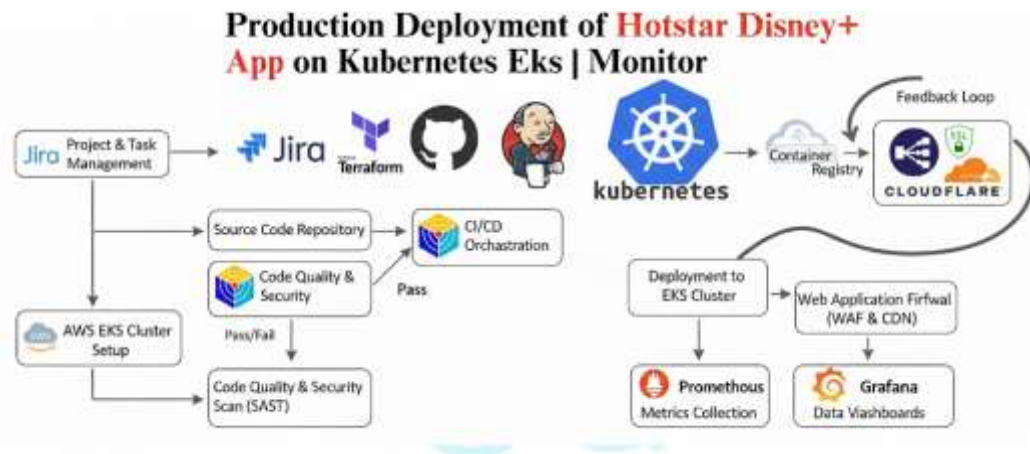 Production Deployment of Hotstar Disney+
App on Kubernetes Eks | Monitor
Jira Project & Task
Management
Jira
Terraform
kubernetes
Container
Registry
Feedback Loop
SSL
CLOUDFLARE
Source Code Repository
CI/CD
Orchastration
Code Quality &
Security
Pass
Pass/Fail
AWS EKS Cluster
Setup
Code Quality & Security
Scan (SAST)
Deployment to
EKS Cluster
Web Application Firfwal
(WAF & CDN)
Promethous
Metrics Collection
Grafana
Data Viashboards